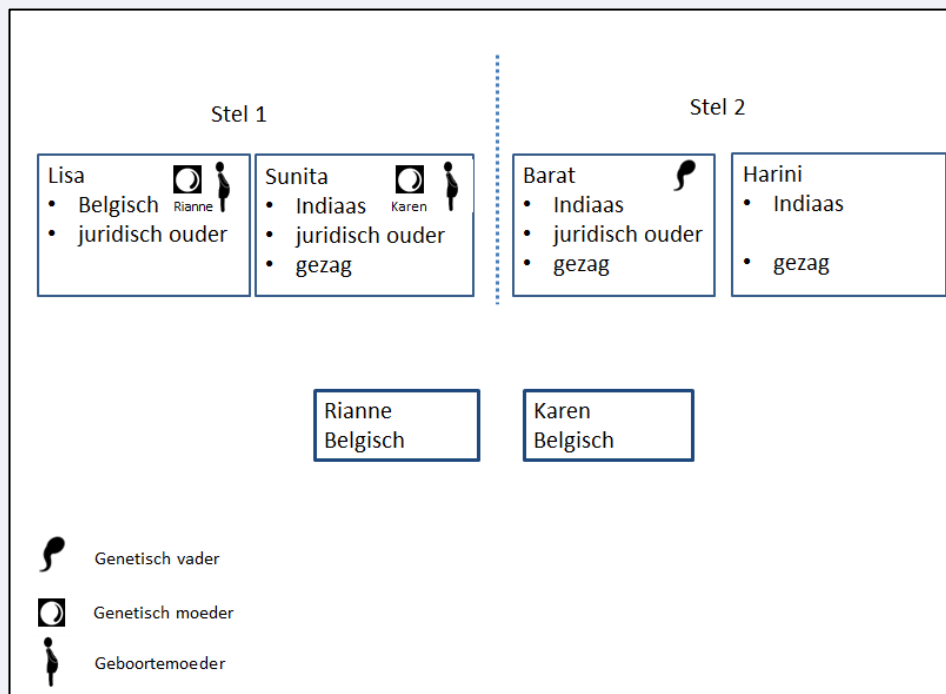 Stel 1
Stel 2
Lisa
• Belgisch
Rianne
• juridisch ouder
Sunita
• Indiaas
Karen
• juridisch ouder
• gezag
Barat
• Indiaas
• juridisch ouder
• gezag
Harini
• Indiaas
• gezag
Rianne
Belgisch
Karen
Belgisch
Genetisch vader
Genetisch moeder
Geboortemoeder